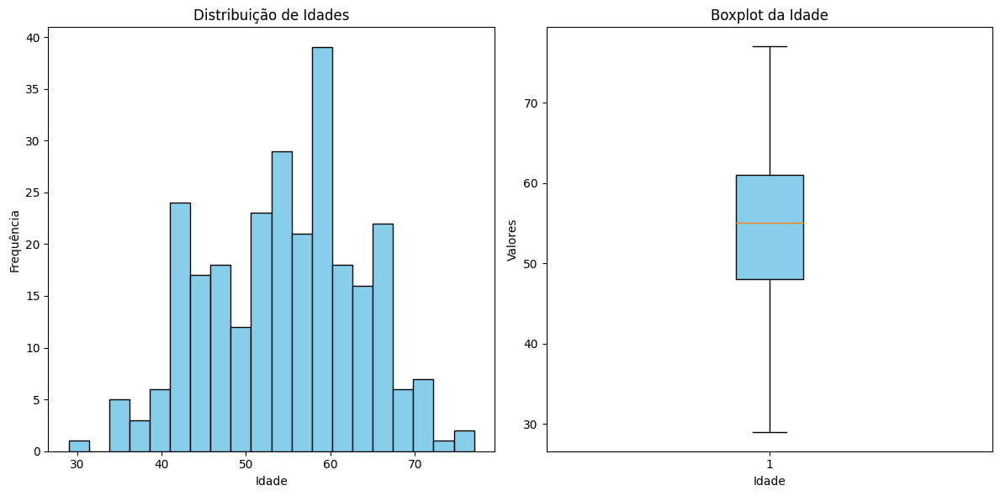 Distribuição de Idades
Frequência
40
35
30
25
20
15
10
5
0
30 40 50 60 70
Idade
Boxplot da Idade
Valores
70
60
50
40
30
1
Idade